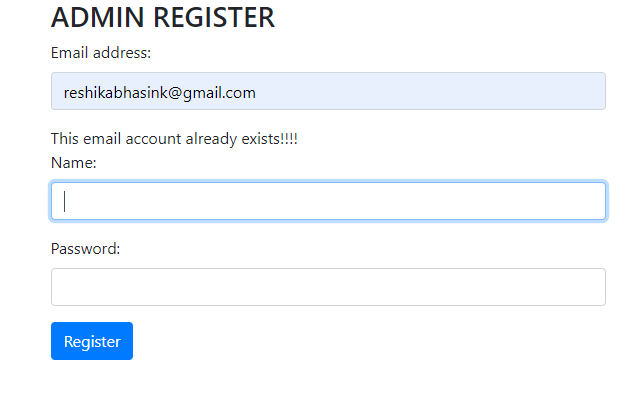 ADMIN REGISTER
Email address:
reshikabhasink@gmail.com
This email account already exists!!!!
Name:
Password:
Register